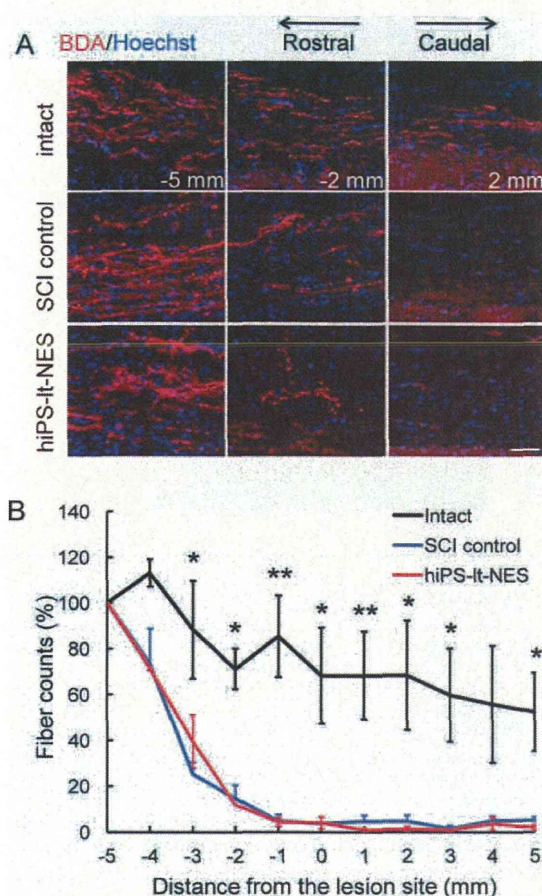 A BDA/Hoechst Rostral Caudal
intact
-5 mm -2 mm 2 mm
SCI control
hiPS-lt-NES
B
140
120
100
80
60
40
20
0
Fiber counts (%)
Intact
SCI control
hiPS-lt-NES
* * ** * ** * * *
-5 -4 -3 -2 -1 0 1 2 3 4 5
Distance from the lesion site (mm)